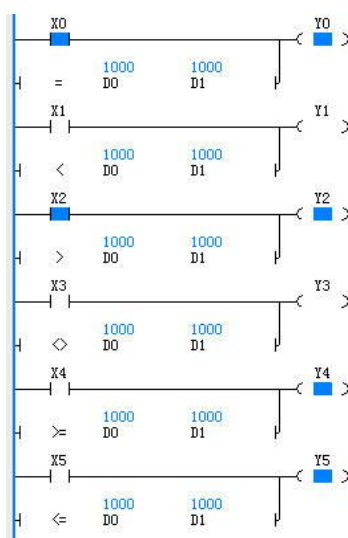 X0 Y0
1000 1000
= D0 D1
X1 Y1
1000 1000
< D0 D1
X2 Y2
1000 1000
> D0 D1
X3 Y3
1000 1000
<> D0 D1
X4 Y4
1000 1000
>= D0 D1
X5 Y5
1000 1000
<= D0 D1